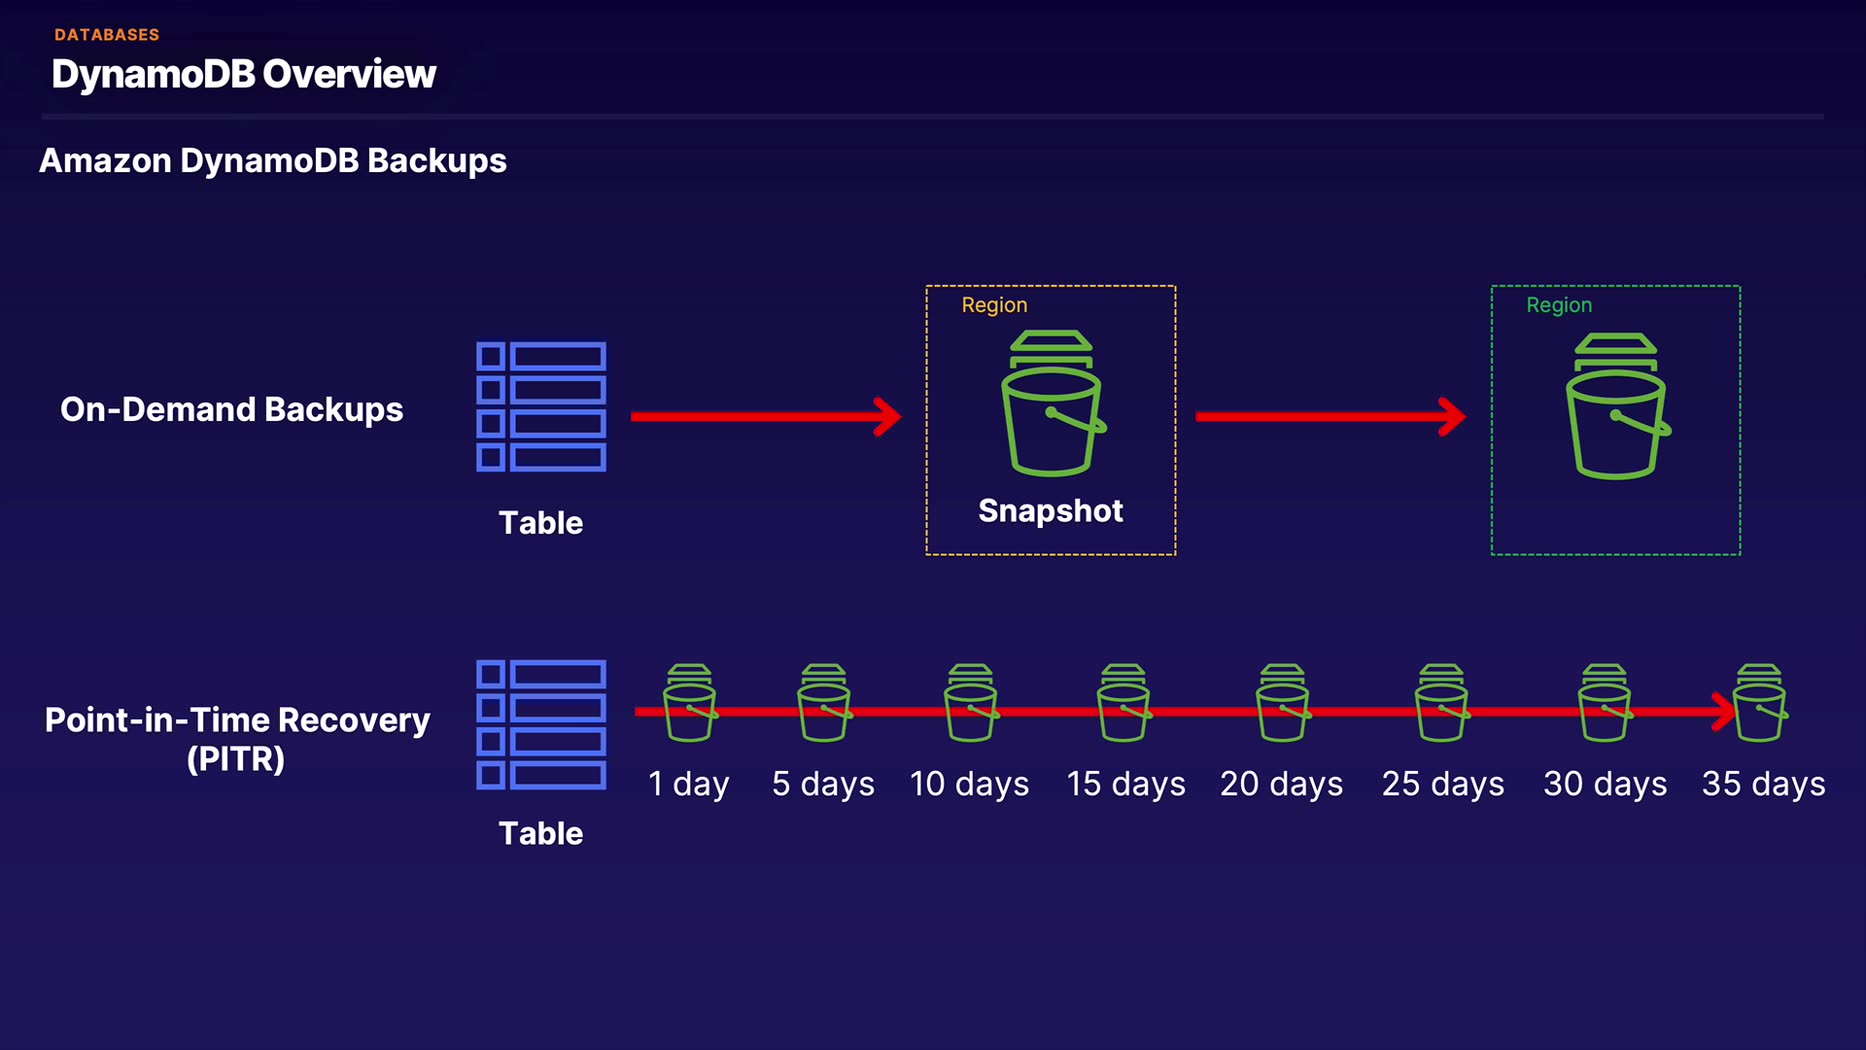 DATABASES
DynamoDB Overview
Amazon DynamoDB Backups
Region
Region
On-Demand Backups
Snapshot
Table
Point-in-Time Recovery
(PITR)
1 day
5 days
10 days
15 days
20 days
25 days
30 days
35 days
Table